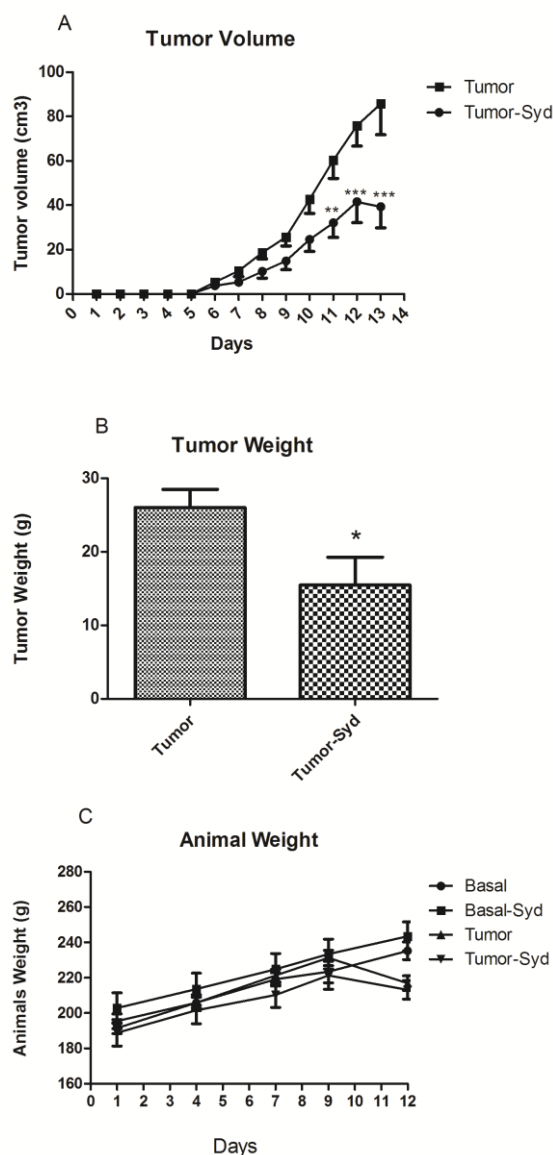 A
Tumor Volume
Tumor volume (cm3)
100
80
60
40
20
0
** *** ***
0 1 2 3 4 5 6 7 8 9 10 11 12 13 14
Days
Tumor
Tumor-Syd
B
Tumor Weight
Tumor Weight (g)
30
20
10
0
*
Tumor
Tumor-Syd
C
Animal Weight
Animals Weight (g)
280
260
240
220
200
180
160
0 1 2 3 4 5 6 7 8 9 10 11 12
Days
Basal
Basal-Syd
Tumor
Tumor-Syd